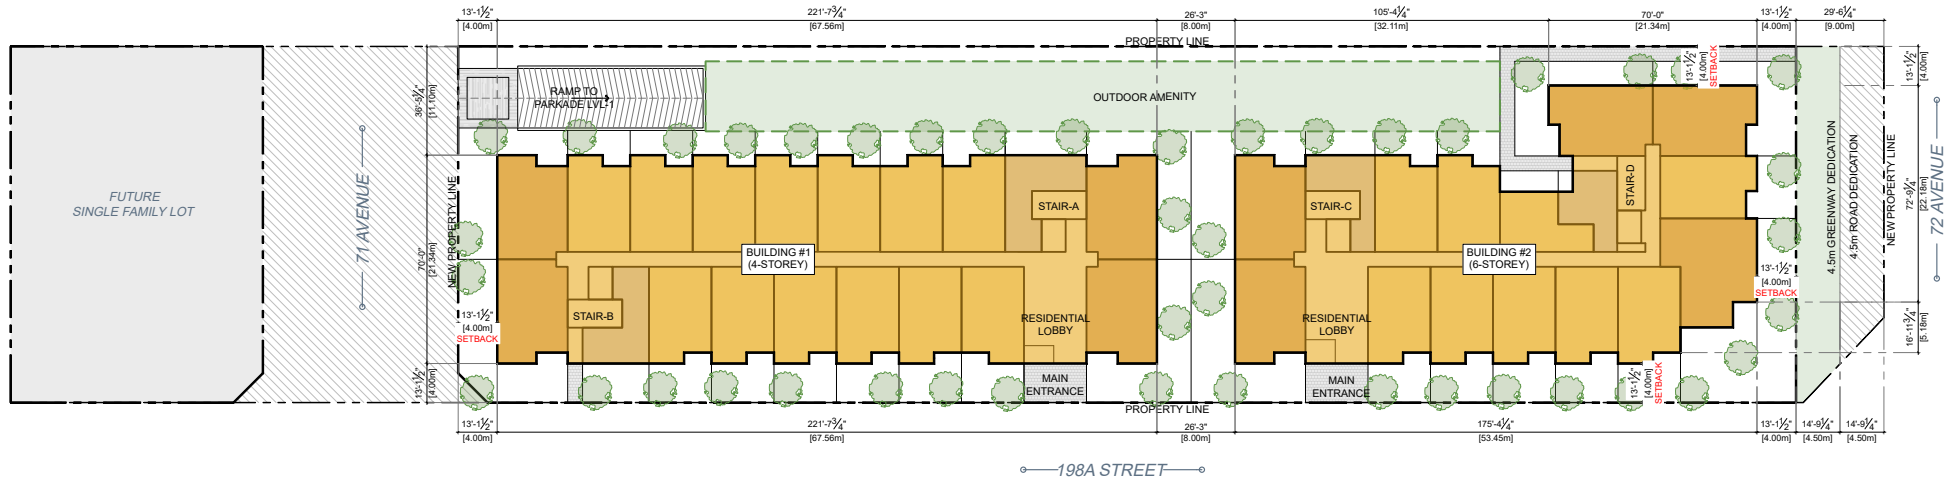 13'-1½"
[4.00m]
221'-7¾"
[67.56m]
26'-3"
[8.00m]
105'-4¼"
[32.11m]
70'-0"
[21.34m]
13'-1½"
[4.00m]
29'-6¼"
[9.00m]
PROPERTY LINE
36'-5¼"
[11.10m]
RAMP TO
PARKADE LVL-1
OUTDOOR AMENITY
13'-1½"
[4.00m]
SETBACK
13'-1½"
[4.00m]
FUTURE
SINGLE FAMILY LOT
71 AVENUE
NEW PROPERTY LINE
70'-0"
[21.34m]
STAIR-A
STAIR-C
STAIR-D
BUILDING #1
(4-STOREY)
BUILDING #2
(6-STOREY)
4.5m GREENWAY DEDICATION
4.5m ROAD DEDICATION
NEW PROPERTY LINE
72'-9¼"
[22.18m]
72 AVENUE
13'-1½"
[4.00m]
SETBACK
STAIR-B
13'-1½"
[4.00m]
SETBACK
RESIDENTIAL
LOBBY
RESIDENTIAL
LOBBY
16'-11¾"
[5.18m]
13'-1½"
[4.00m]
MAIN
ENTRANCE
MAIN
ENTRANCE
13'-1½"
[4.00m]
SETBACK
PROPERTY LINE
13'-1½"
[4.00m]
221'-7¾"
[67.56m]
26'-3"
[8.00m]
175'-4¼"
[53.45m]
13'-1½"
[4.00m]
14'-9¼"
[4.50m]
14'-9¼"
[4.50m]
198A STREET